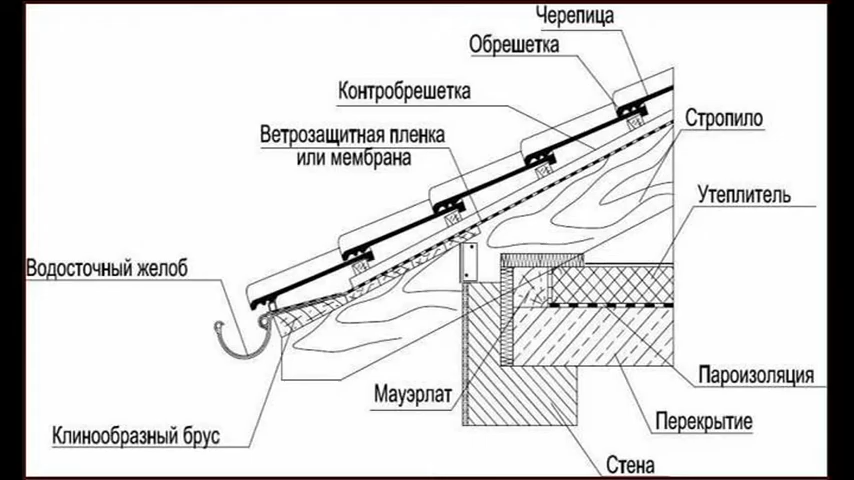 Черепица
Обрешетка
Контробрешетка
Ветрозащитная пленка
или мембрана
Стропило
Утеплитель
Водосточный желоб
Пароизоляция
Мауэрлат
Перекрытие
Клинообразный брус
Стена